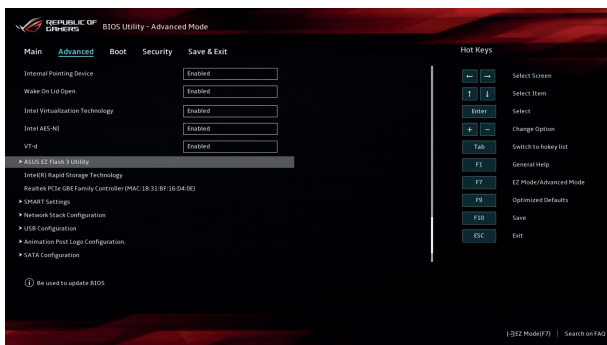 REPUBLIC OF
GAMERS
BIOS Utility - Advanced Mode
Main Advanced Boot Security Save & Exit
Internal Pointing Device Enabled
Wake On Lid Open Enabled
Intel Virtualization Technology Enabled
Intel AES-NI Enabled
VT-d Enabled
> ASUS EZ Flash 3 Utility
Intel(R) Rapid Storage Technology
Realtek PCIe GBE Family Controller (MAC:18:31:BF:16:D4:0E)
> SMART Settings
> Network Stack Configuration
> USB Configuration
> Animation Post Logo Configuration.
> SATA Configuration
Be used to update BIOS
Hot Keys
← → Select Screen
↑ ↓ Select Item
Enter Select
+ − Change Option
Tab Switch to hokey list
F1 General Help
F7 EZ Mode/Advanced Mode
F9 Optimized Defaults
F10 Save
ESC Exit
EZ Mode(F7) | Search on FAQ